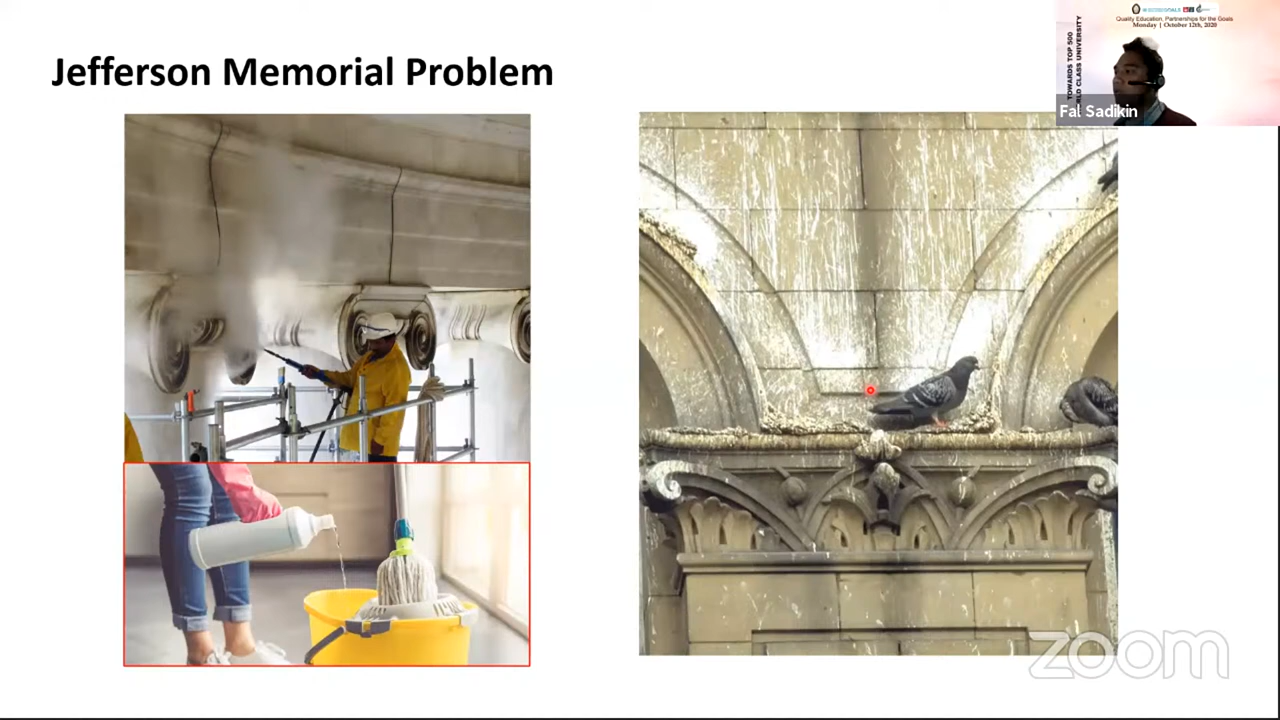 Jefferson Memorial Problem
Quality Education, Partnerships for the Goals
Monday | October 12th, 2020
TOWARDS TOP 500
WORLD CLASS UNIVERSITY
Fal Sadikin
zoom